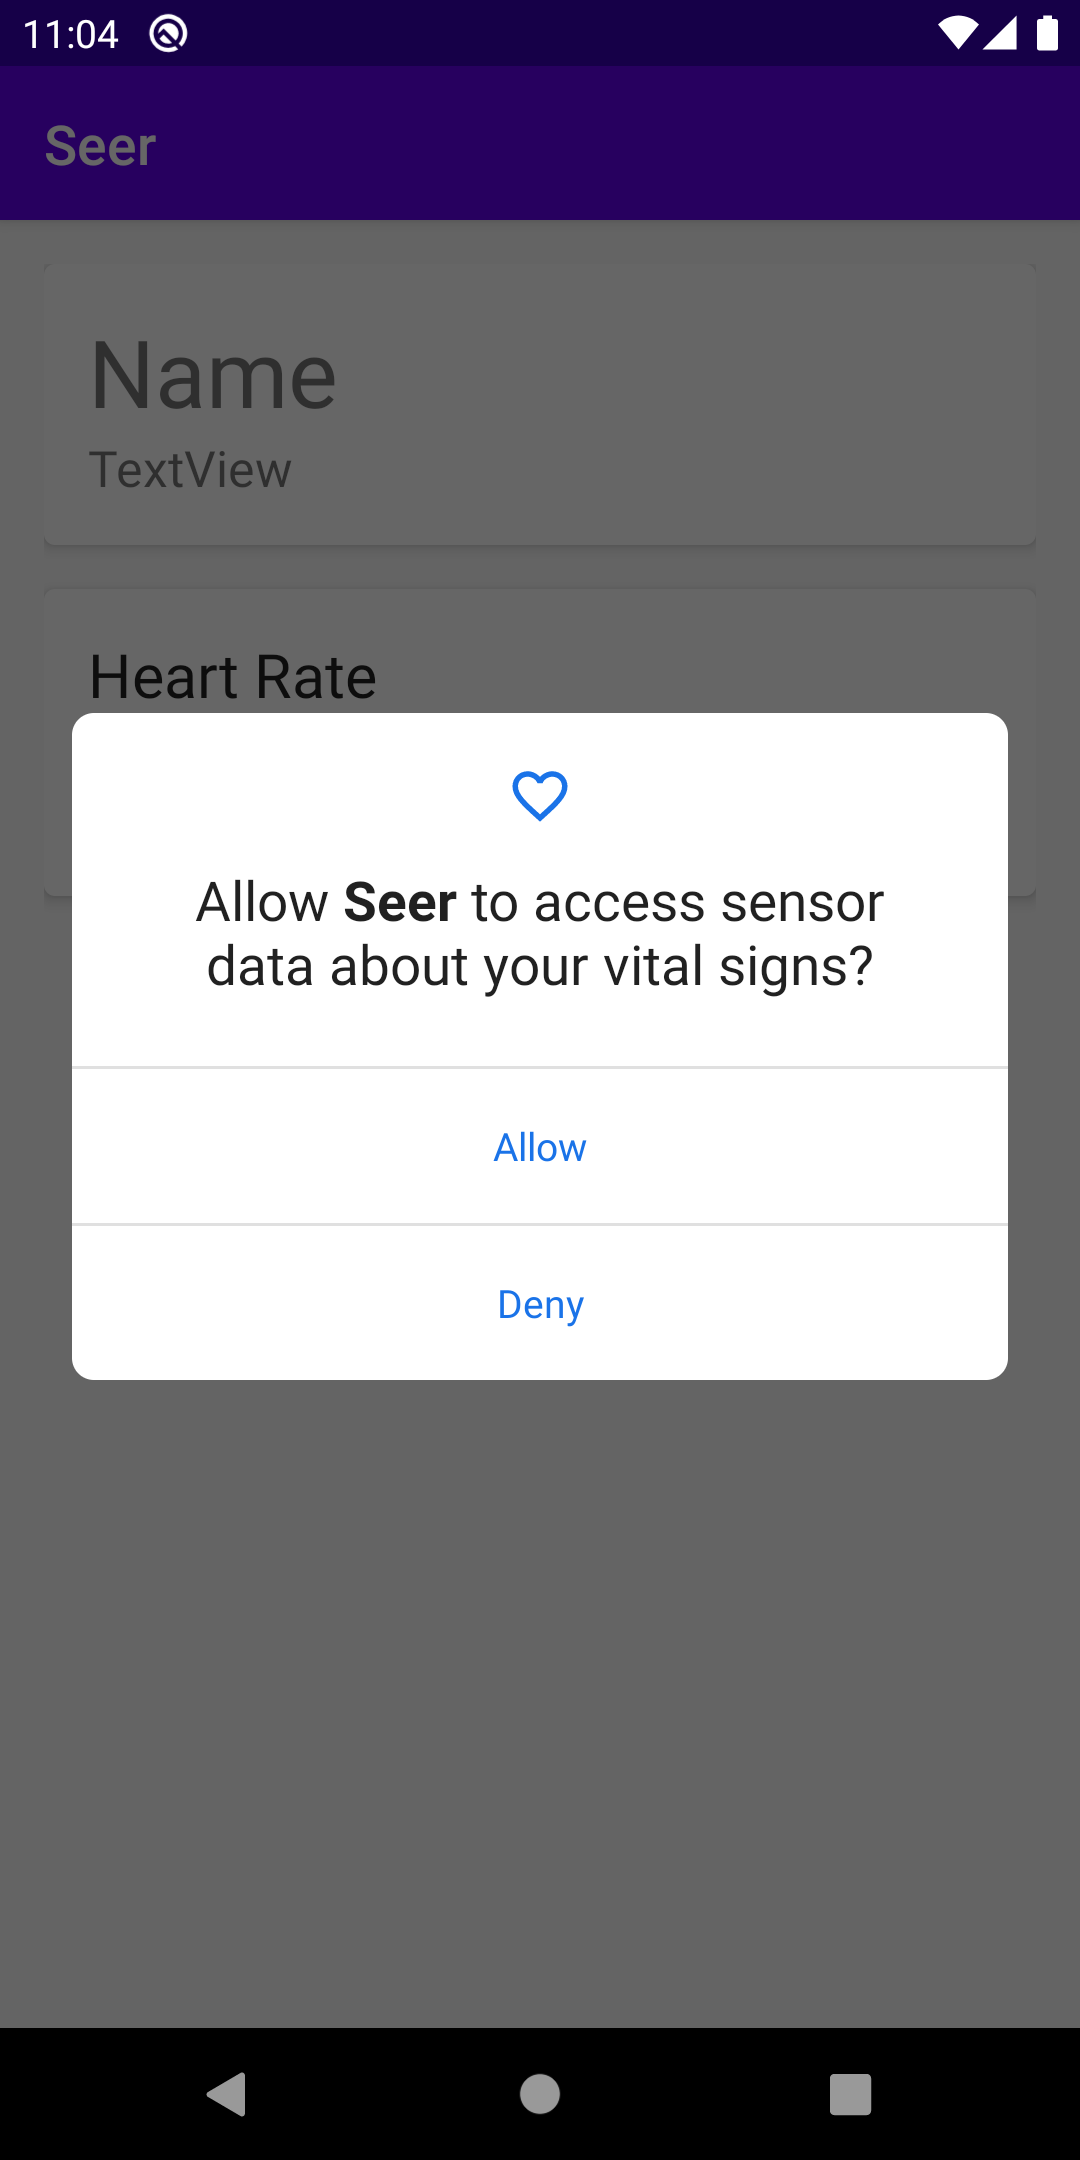 11:04
Seer
Name
TextView
Heart Rate
Allow Seer to access sensor
data about your vital signs?
Allow
Deny